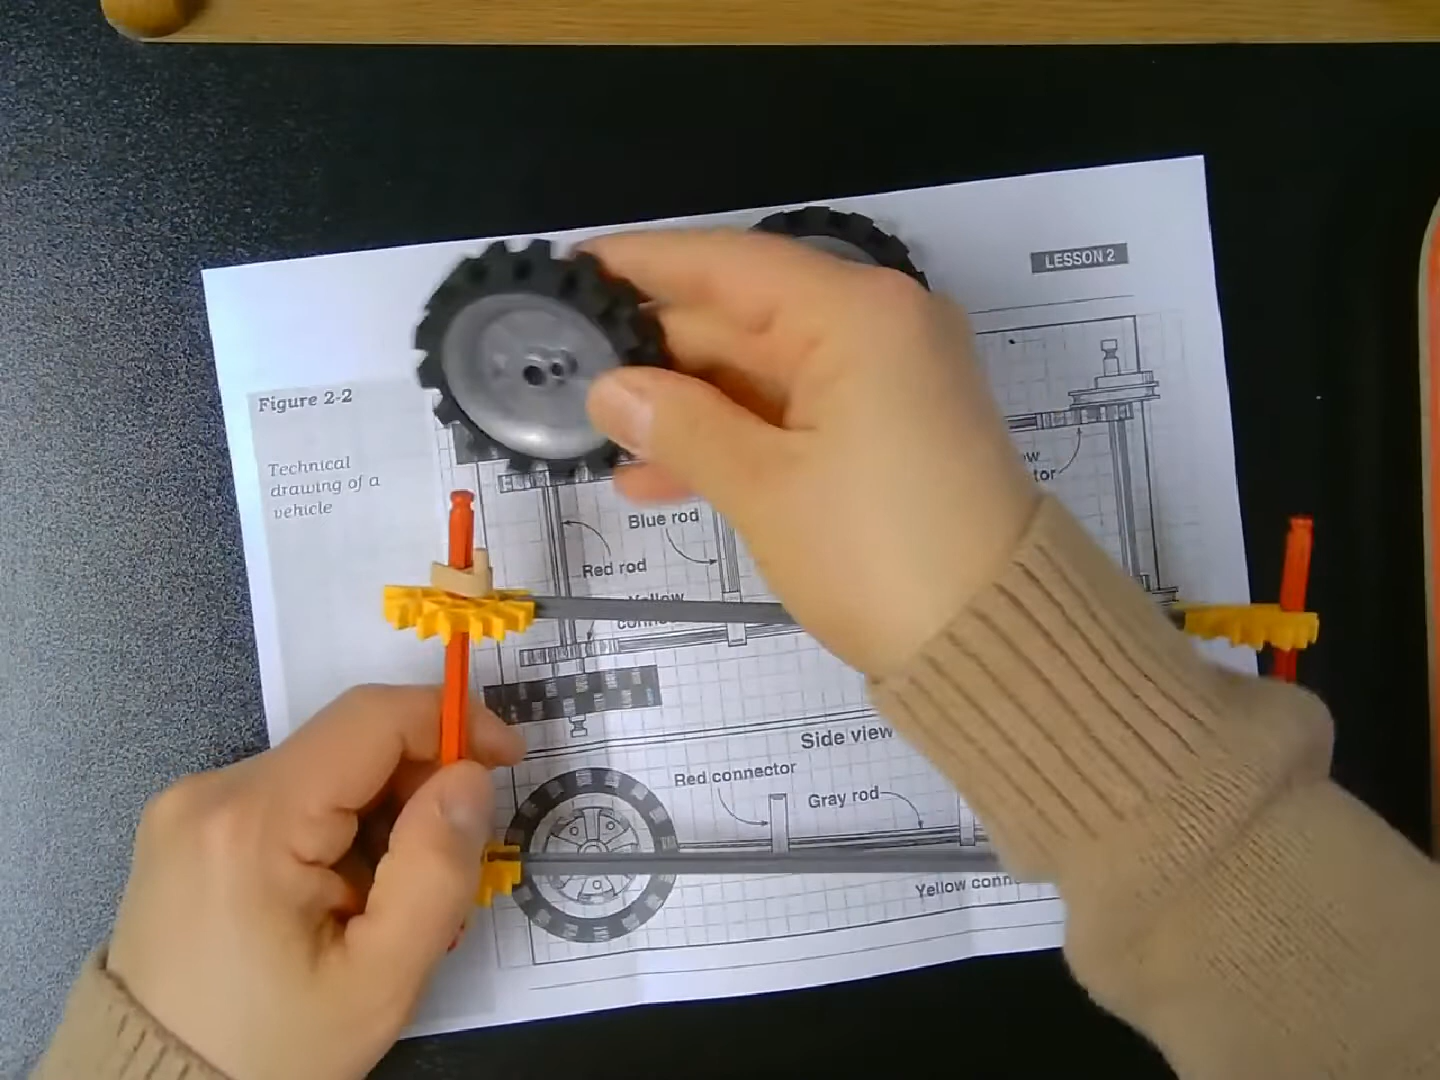 LESSON 2
Figure 2-2
Technical
drawing of a
vehicle
Blue rod
Red rod
Yellow
Side view
Red connector
Gray rod